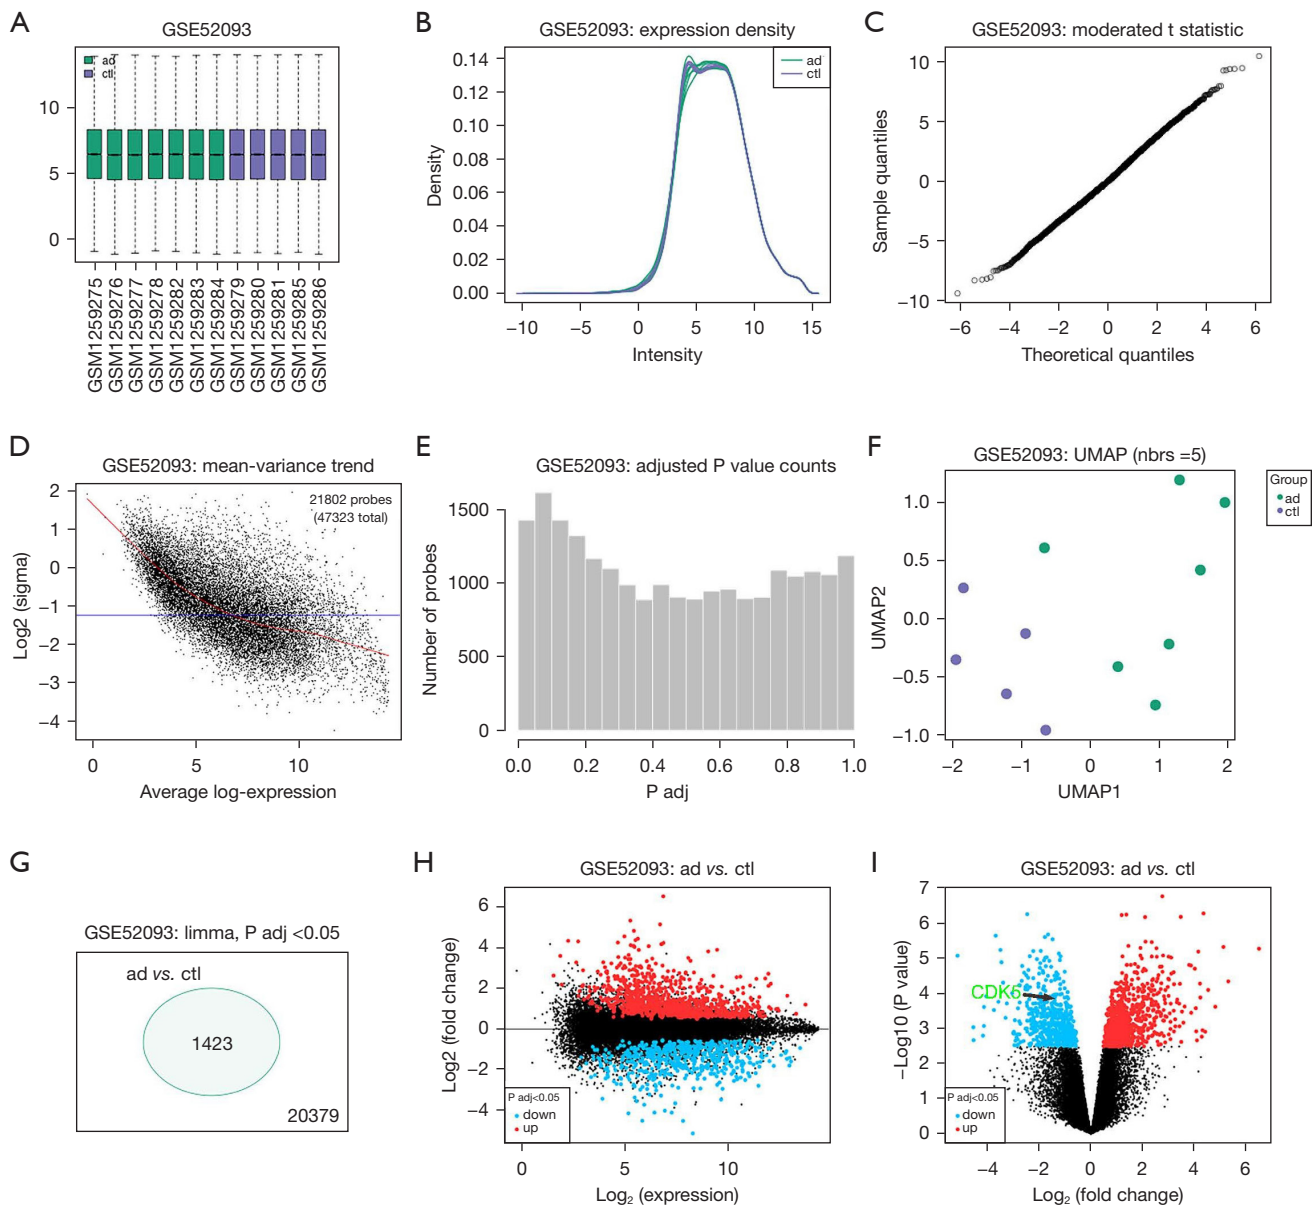 A
GSE52093
ad
ctl
10
5
0
GSM1259275
GSM1259276
GSM1259277
GSM1259278
GSM1259282
GSM1259283
GSM1259284
GSM1259279
GSM1259280
GSM1259281
GSM1259285
GSM1259286
B
GSE52093: expression density
ad
ctl
0.14
0.12
0.10
0.08
0.06
0.04
0.02
0.00
Density
−10 −5 0 5 10 15
Intensity
C
GSE52093: moderated t statistic
10
5
0
−5
−10
Sample quantiles
−6 −4 −2 0 2 4 6
Theoretical quantiles
D
GSE52093: mean-variance trend
21802 probes
(47323 total)
2
1
0
−1
−2
−3
−4
Log2 (sigma)
0 5 10
Average log-expression
E
GSE52093: adjusted P value counts
1500
1000
500
0
Number of probes
0.0 0.2 0.4 0.6 0.8 1.0
P adj
F
GSE52093: UMAP (nbrs =5)
Group
ad
ctl
1.0
0.5
0.0
−0.5
−1.0
UMAP2
−2 −1 0 1 2
UMAP1
G
GSE52093: limma, P adj <0.05
ad vs. ctl
1423
20379
H
GSE52093: ad vs. ctl
6
4
2
0
−2
−4
Log2 (fold change)
P adj<0.05
down
up
0 5 10
Log₂ (expression)
I
GSE52093: ad vs. ctl
7
6
5
4
3
2
1
0
−Log10 (P value)
CDK6
P adj<0.05
down
up
−4 −2 0 2 4 6
Log₂ (fold change)